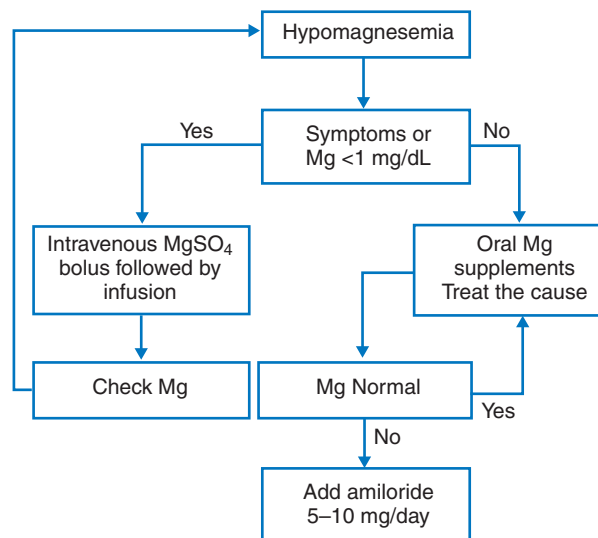 Hypomagnesemia
Yes
Symptoms or
Mg <1 mg/dL
No
Intravenous MgSO₄
bolus followed by
infusion
Oral Mg
supplements
Treat the cause
Check Mg
Mg Normal
Yes
No
Add amiloride
5–10 mg/day